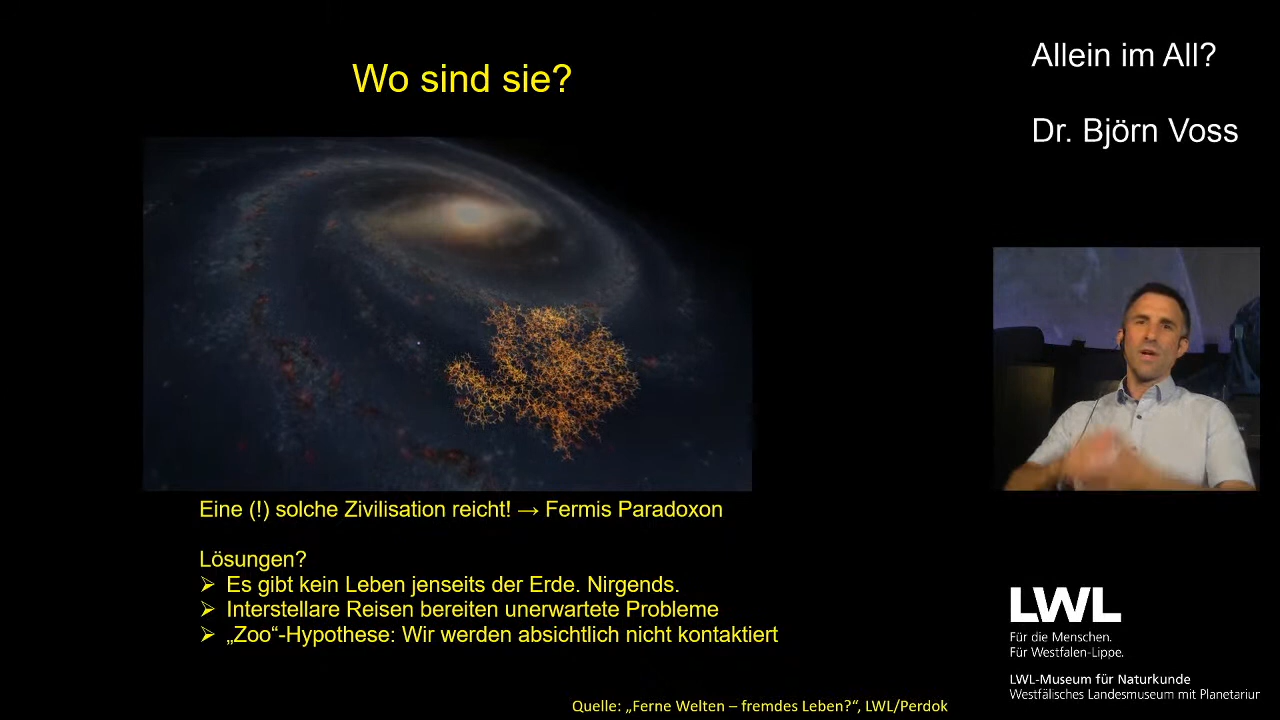 Wo sind sie?
Eine (!) solche Zivilisation reicht! → Fermis Paradoxon
Lösungen?
➢ Es gibt kein Leben jenseits der Erde. Nirgends.
➢ Interstellare Reisen bereiten unerwartete Probleme
➢ „Zoo“-Hypothese: Wir werden absichtlich nicht kontaktiert
Quelle: „Ferne Welten – fremdes Leben?“, LWL/Perdok
Allein im All?
Dr. Björn Voss
LWL
Für die Menschen.
Für Westfalen-Lippe.
LWL-Museum für Naturkunde
Westfälisches Landesmuseum mit Planetariur